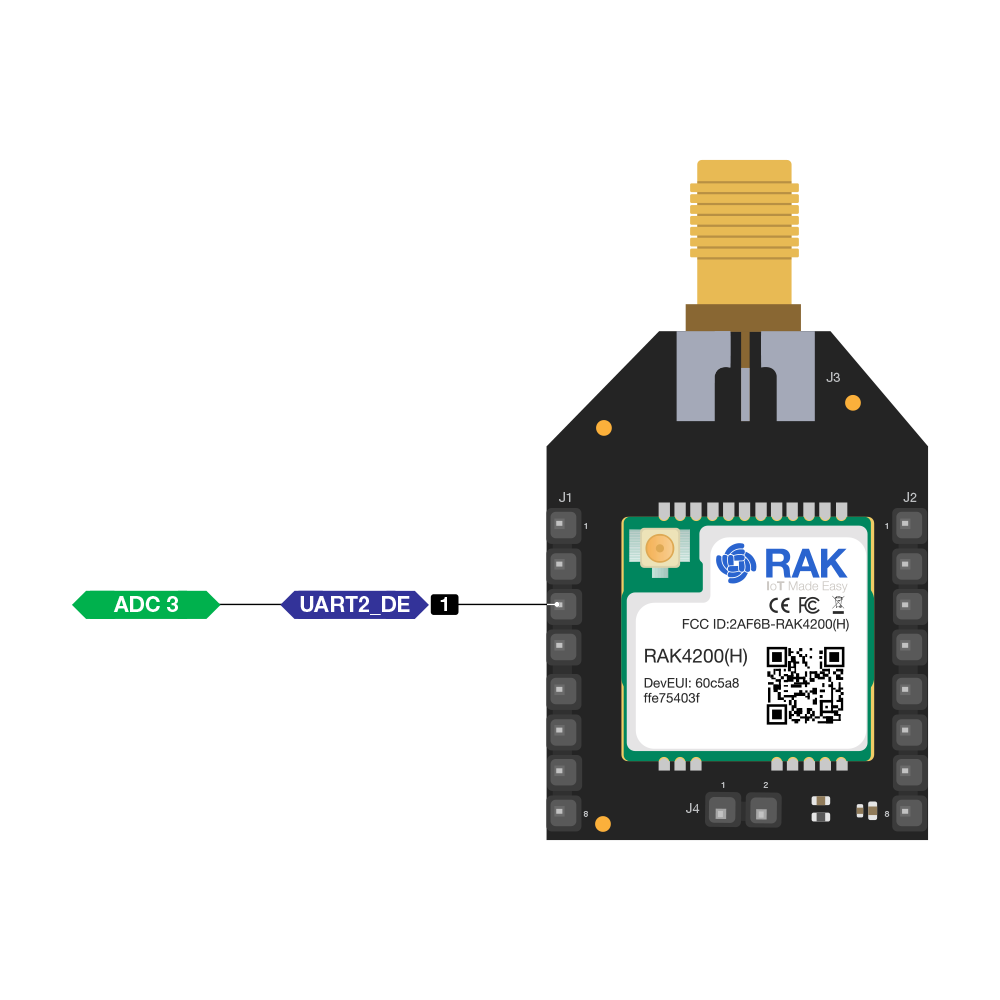 J3
J1
J2
1
1
RAK
IoT Made Easy
ADC 3
UART2_DE
1
CE FC
FCC ID:2AF6B-RAK4200(H)
RAK4200(H)
DevEUI: 60c5a8
ffe75403f
1
2
J4
8
8